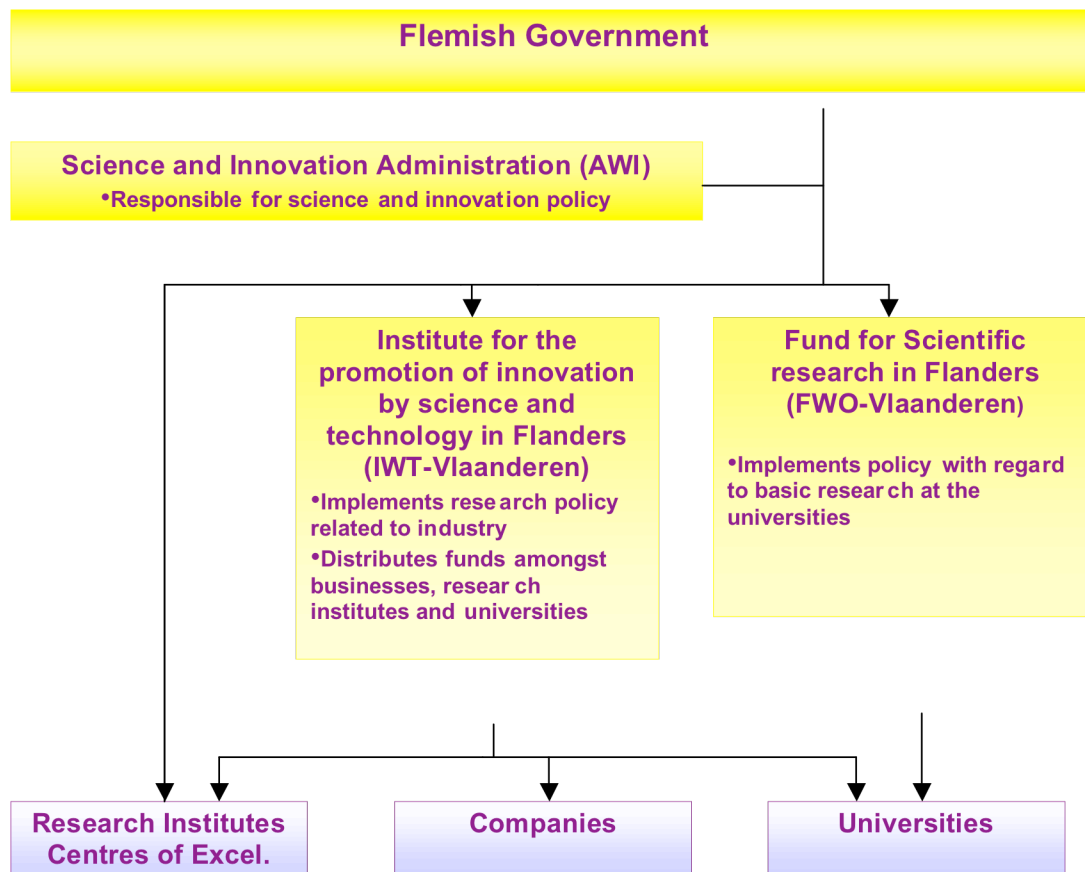 Flemish Government
Science and Innovation Administration (AWI)
•Responsible for science and innovation policy
Institute for the
promotion of innovation
by science and
technology in Flanders
(IWT-Vlaanderen)
•Implements research policy
related to industry
•Distributes funds amongst
businesses, research
institutes and universities
Fund for Scientific
research in Flanders
(FWO-Vlaanderen)
•Implements policy with regard
to basic research at the
universities
Research Institutes
Centres of Excel.
Companies
Universities